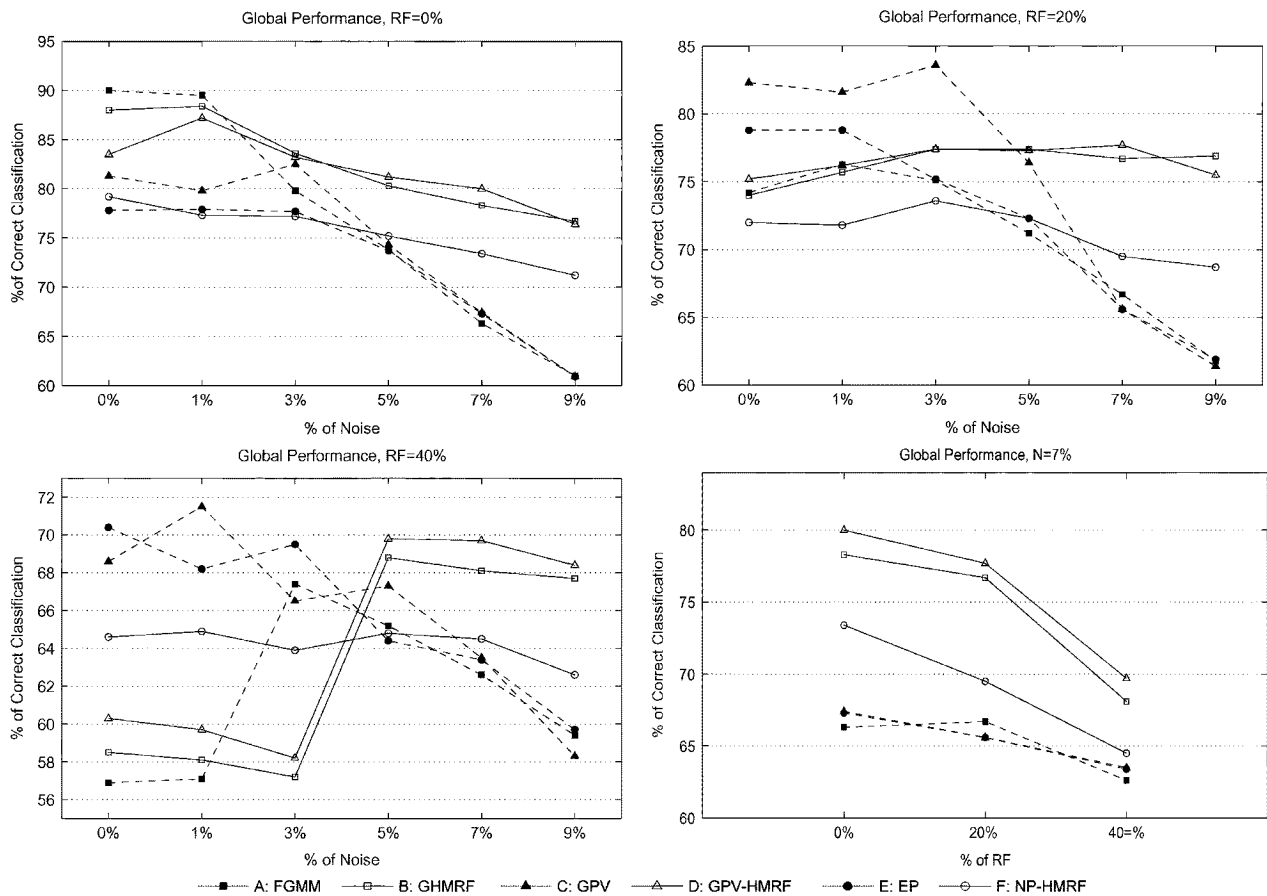 Global Performance, RF=0%
95
90
85
80
75
70
65
60
%of Correct Classification
0% 1% 3% 5% 7% 9%
% of Noise
Global Performance, RF=20%
85
80
75
70
65
60
% of Correct Classification
0% 1% 3% 5% 7% 9%
% of Noise
Global Performance, RF=40%
72
70
68
66
64
62
60
58
56
% of Correct Classification
0% 1% 3% 5% 7% 9%
% of Noise
Global Performance, N=7%
80
75
70
65
60
% of Correct Classification
0% 20% 40=%
% of RF
A: FGMM B: GHMRF C: GPV D: GPV-HMRF E: EP F: NP-HMRF